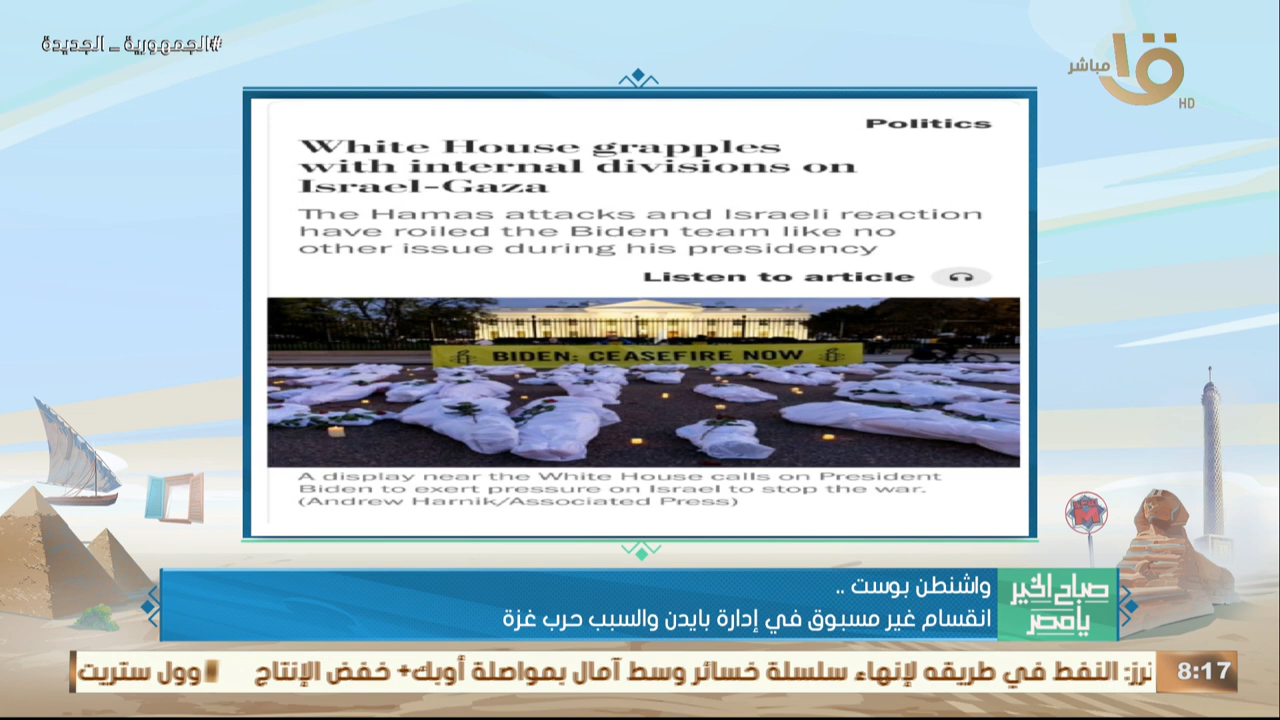 #الجمهورية_الجديدة
مباشر
HD
Politics
White House grapples
with internal divisions on
Israel-Gaza
The Hamas attacks and Israeli reaction
have roiled the Biden team like no
other issue during his presidency
Listen to article
BIDEN: CEASEFIRE NOW
A display near the White House calls on President
Biden to exert pressure on Israel to stop the war.
(Andrew Harnik/Associated Press)
صباح الخير
يا مصر
واشنطن بوست ..
انقسام غير مسبوق في إدارة بايدن والسبب حرب غزة
النفط في طريقه لإنهاء سلسلة خسائر وسط آمال بمواصلة أوبك+ خفض الإنتاج
وول ستريت
8:17